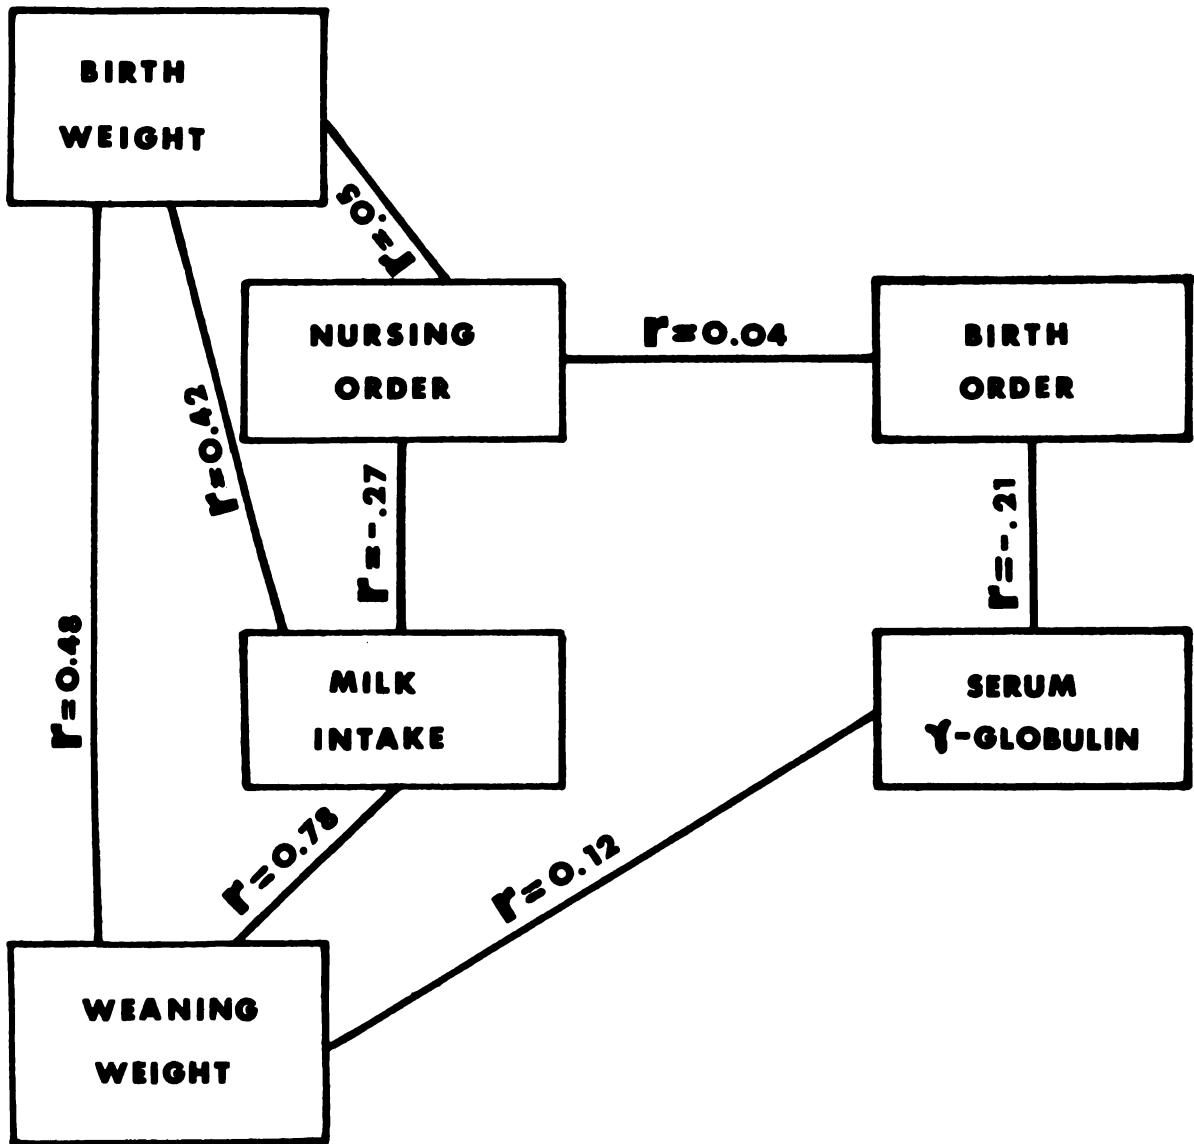 BIRTH
WEIGHT
r=.05
NURSING
ORDER
r=0.04
BIRTH
ORDER
r=0.42
r=-.27
r=-.21
r=0.48
MILK
INTAKE
SERUM
γ-GLOBULIN
r=0.78
r=0.12
WEANING
WEIGHT